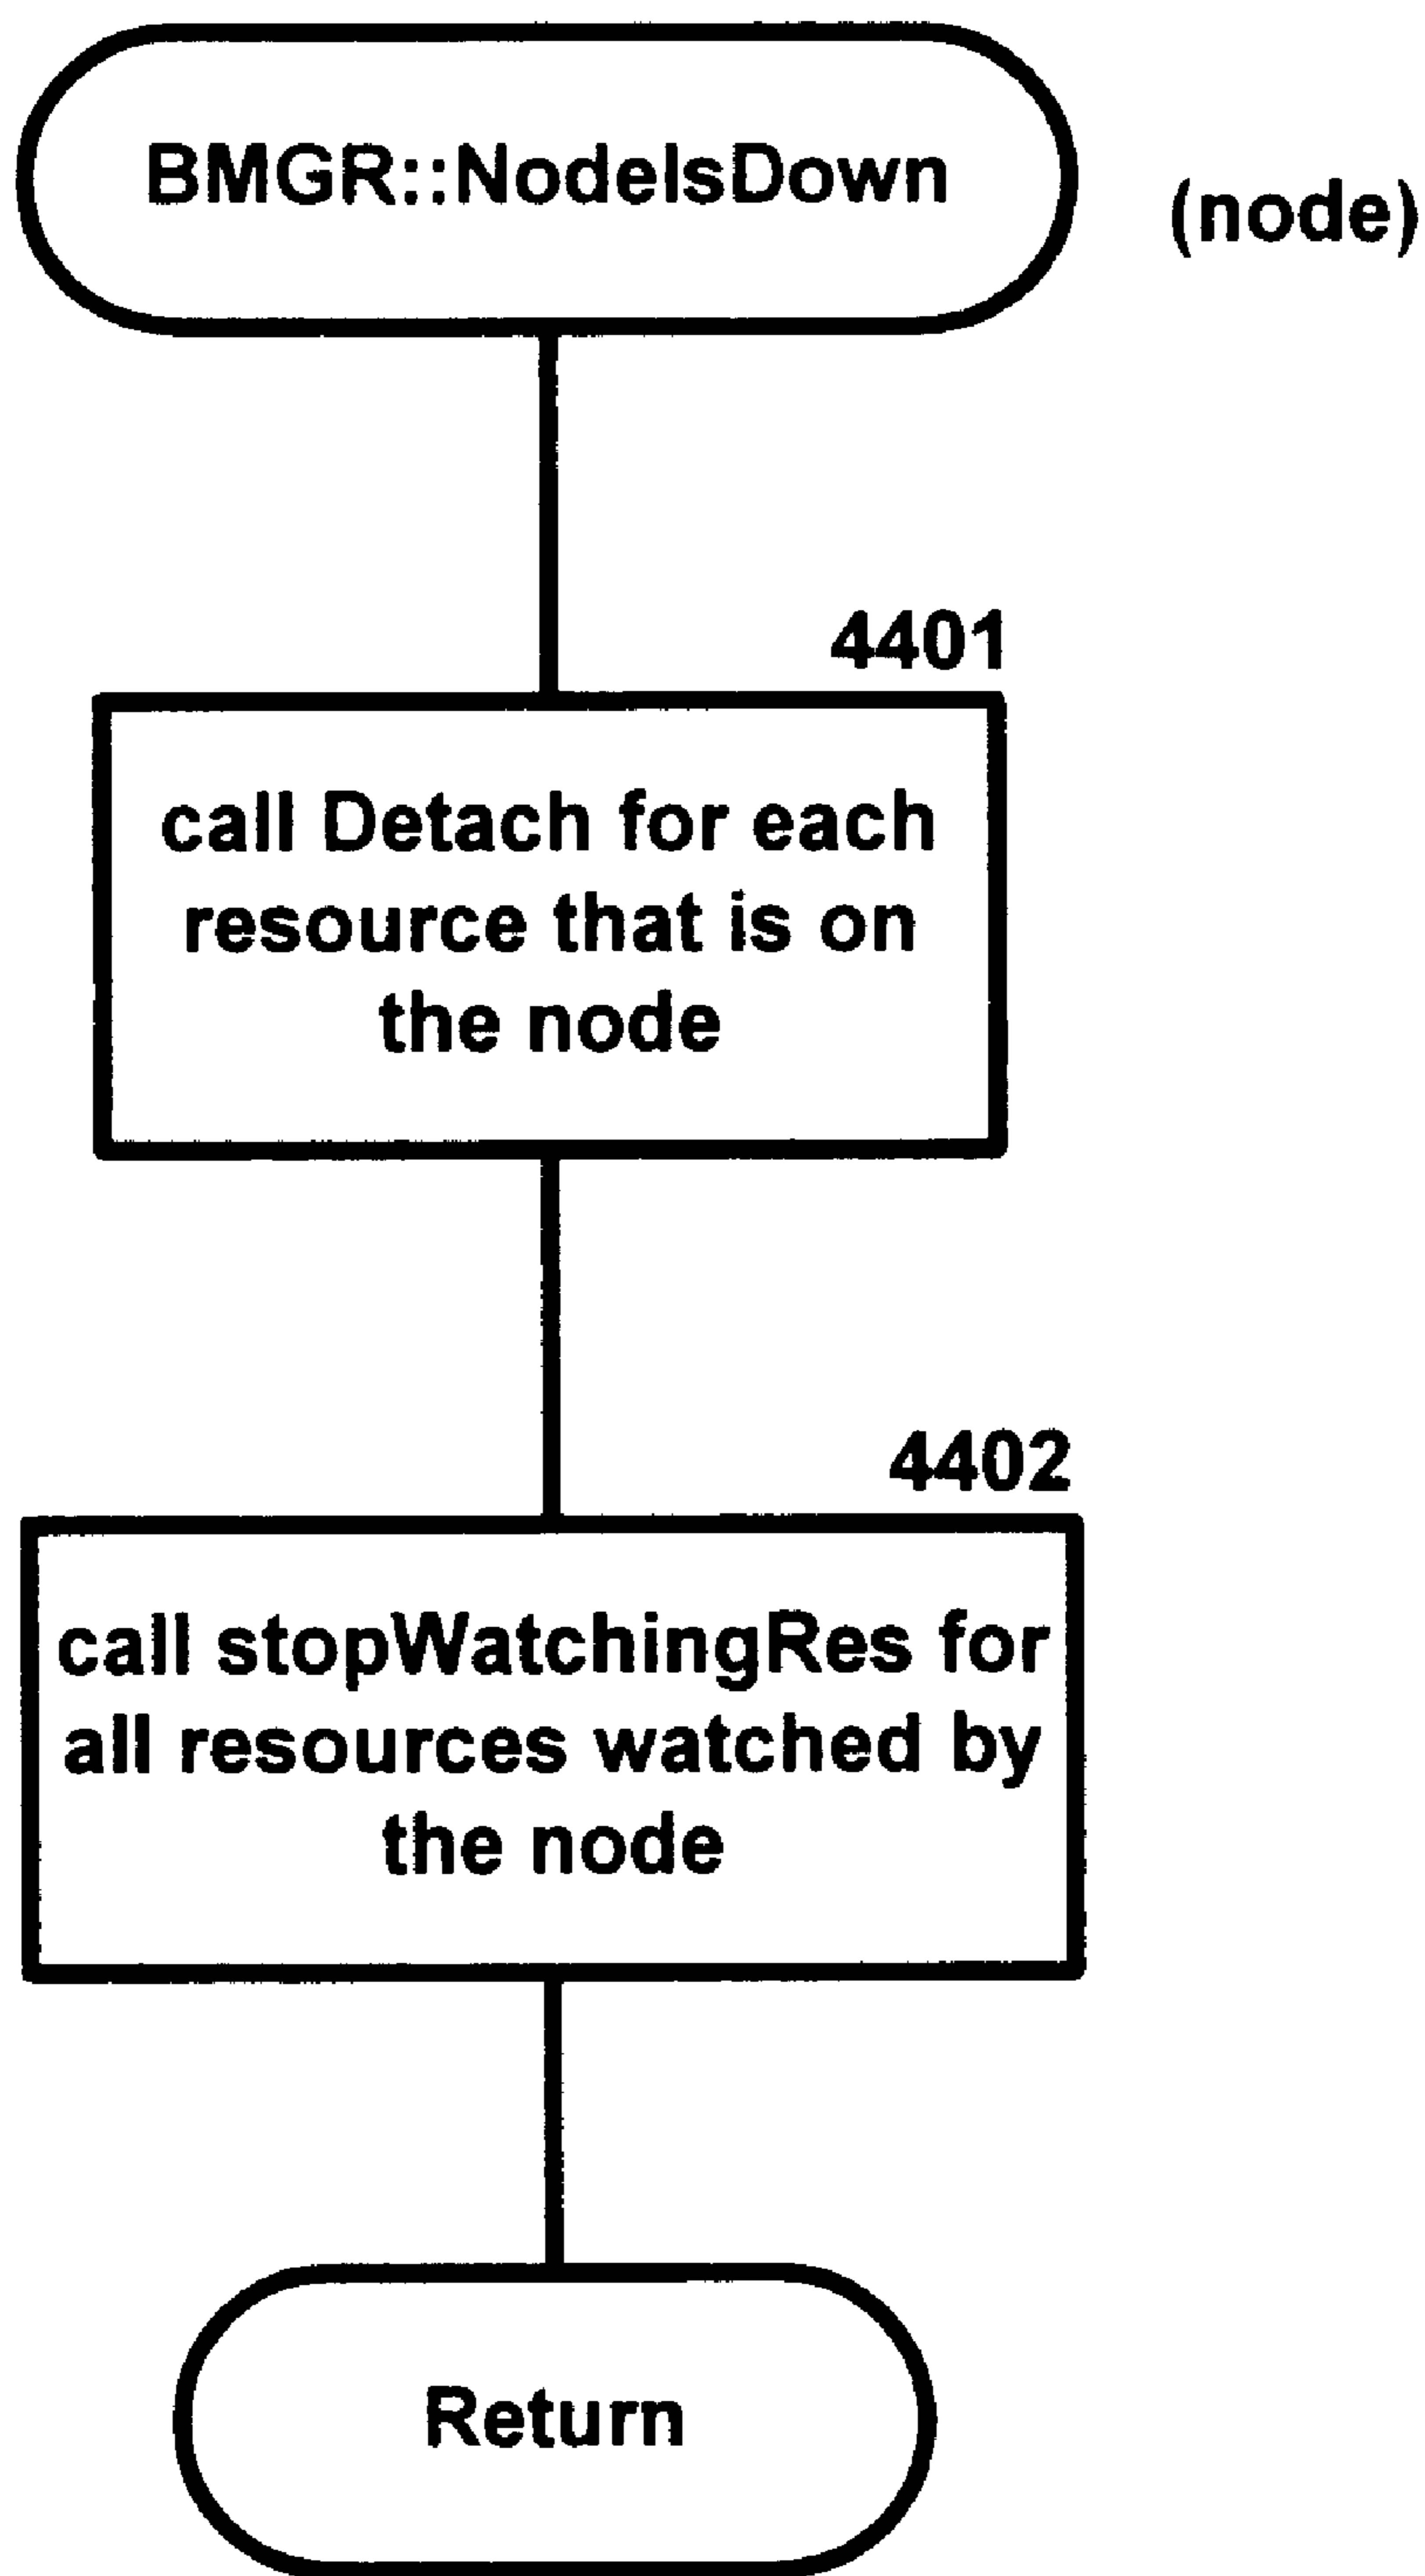 BMGR::NodeIsDown
(node)
4401
call Detach for each
resource that is on
the node
4402
call stopWatchingRes for
all resources watched by
the node
Return